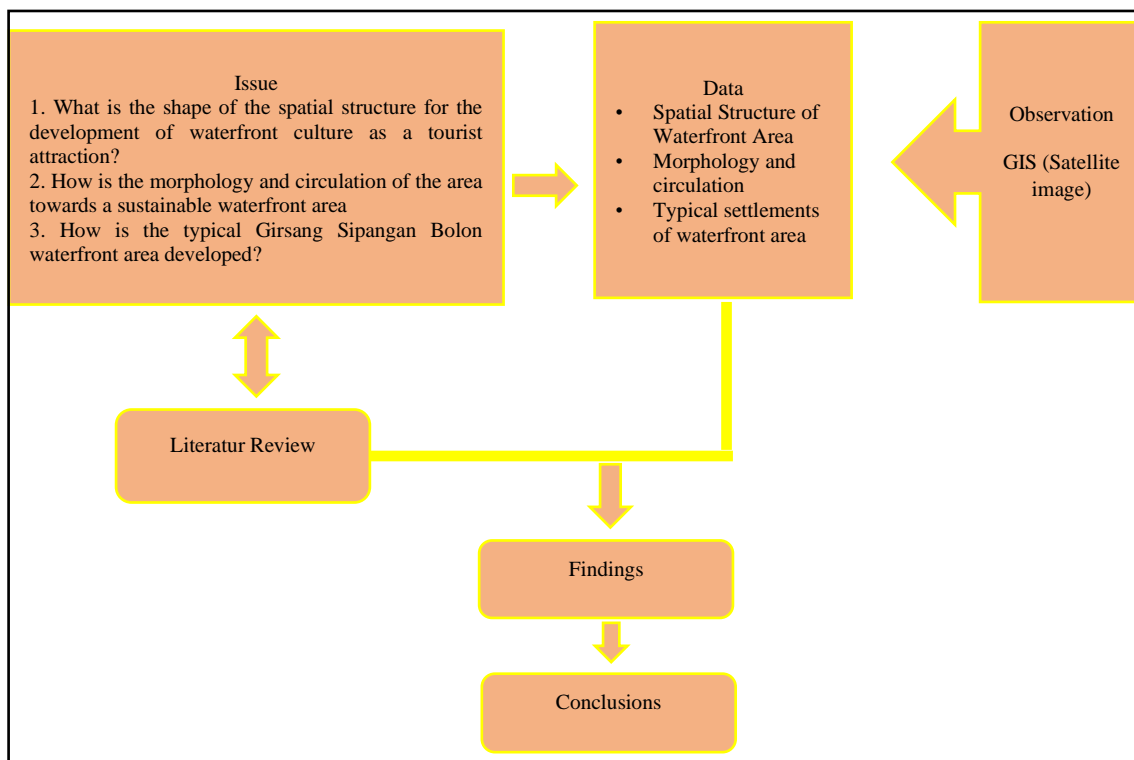 Issue
1. What is the shape of the spatial structure for the
development of waterfront culture as a tourist
attraction?
2. How is the morphology and circulation of the area
towards a sustainable waterfront area
3. How is the typical Girsang Sipangan Bolon
waterfront area developed?
Data
• Spatial Structure of
Waterfront Area
• Morphology and
circulation
• Typical settlements
of waterfront area
Observation
GIS (Satellite
image)
Literatur Review
Findings
Conclusions